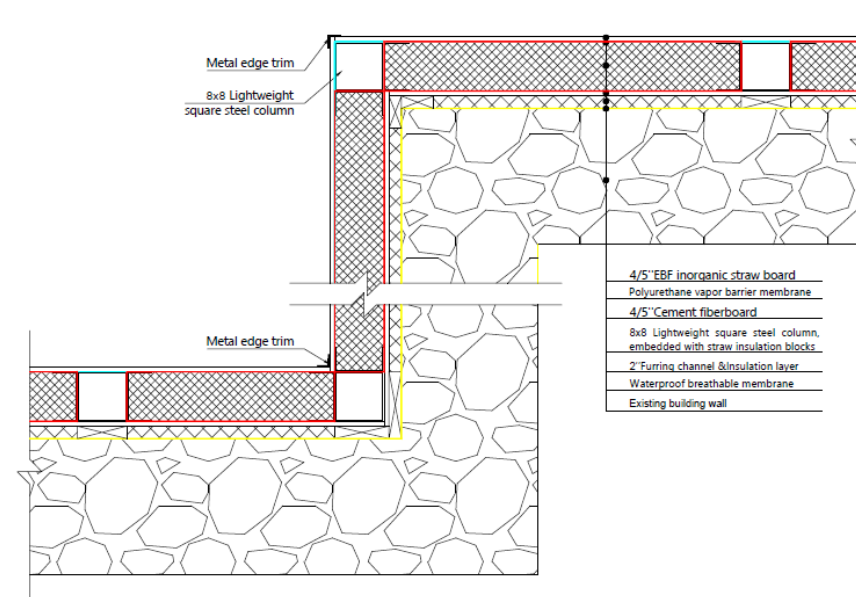 Metal edge trim
8x8 Lightweight
square steel column
4/5"EBF inorganic straw board
Polyurethane vapor barrier membrane
4/5"Cement fiberboard
8x8 Lightweight square steel column,
embedded with straw insulation blocks
2"Furring channel &Insulation layer
Waterproof breathable membrane
Existing building wall
Metal edge trim